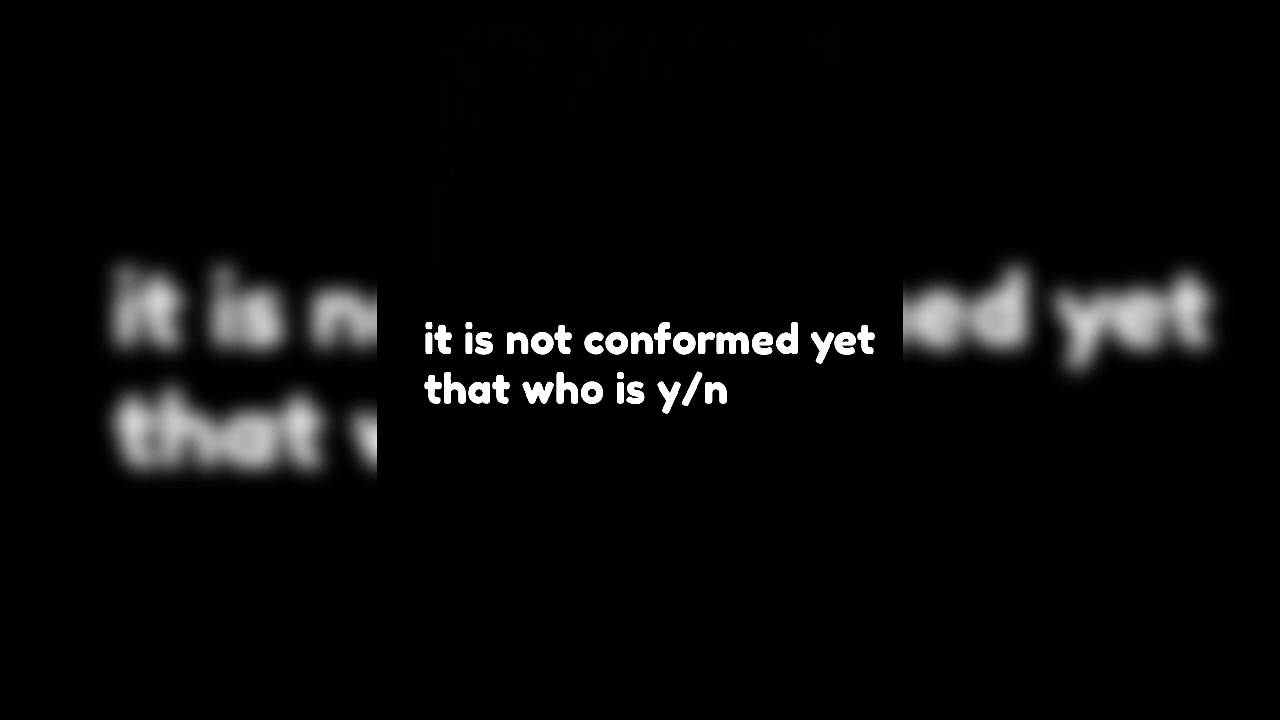 it is not conformed yet
that who is y/n